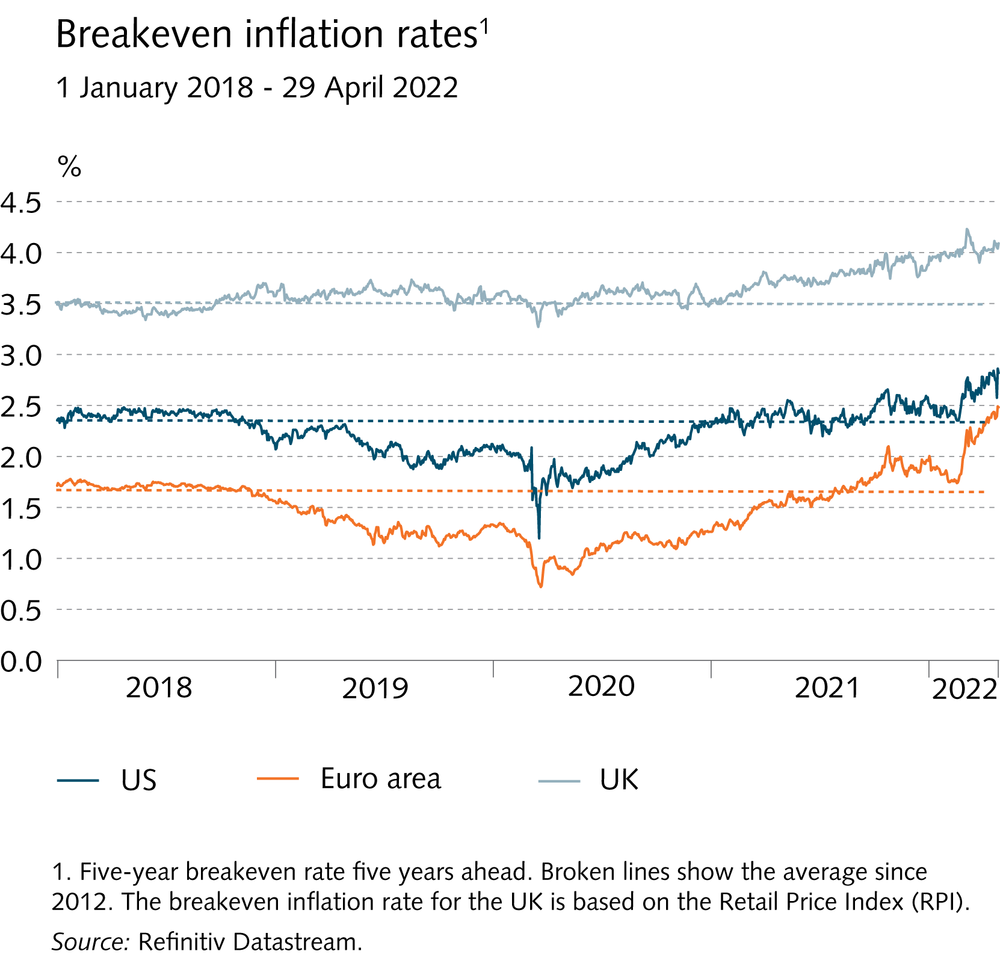 Breakeven inflation rates¹
1 January 2018 - 29 April 2022
%
4.5
4.0
3.5
3.0
2.5
2.0
1.5
1.0
0.5
0.0
2018 2019 2020 2021 2022
US Euro area UK
1. Five-year breakeven rate five years ahead. Broken lines show the average since
2012. The breakeven inflation rate for the UK is based on the Retail Price Index (RPI).
Source: Refinitiv Datastream.